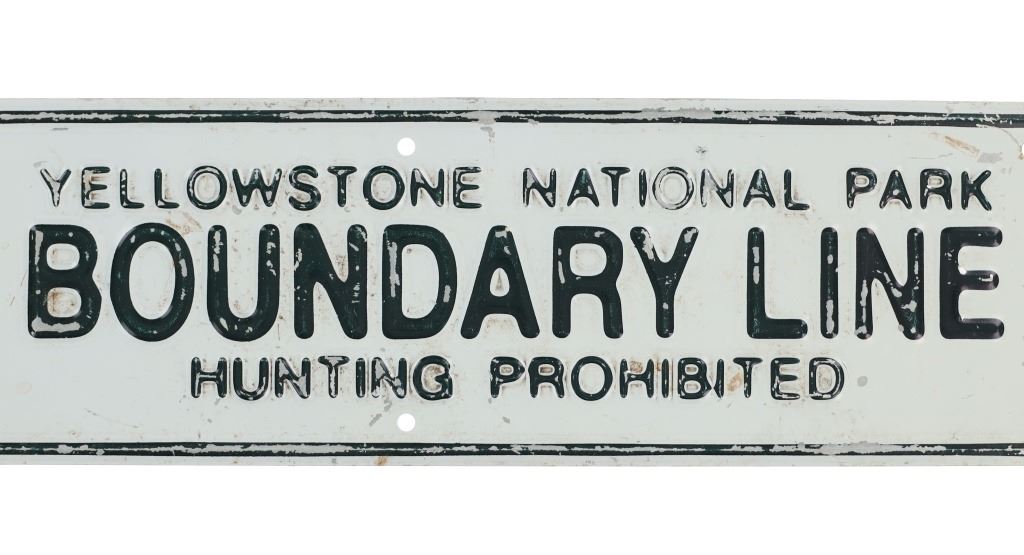 YELLOWSTONE NATIONAL PARK
BOUNDARY LINE
HUNTING PROHIBITED